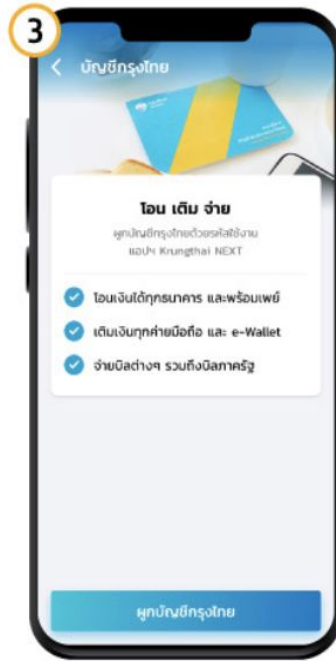 3
บัญชีกรุงไทย
โอน เติม จ่าย
ผูกบัญชีกรุงไทยด้วยรหัสใช้งาน
แอปฯ Krungthai NEXT
โอนเงินได้ทุกธนาคาร และพร้อมเพย์
เติมเงินทุกค่ายมือถือ และ e-Wallet
จ่ายบิลต่างๆ รวมถึงบิลภาครัฐ
ผูกบัญชีกรุงไทย